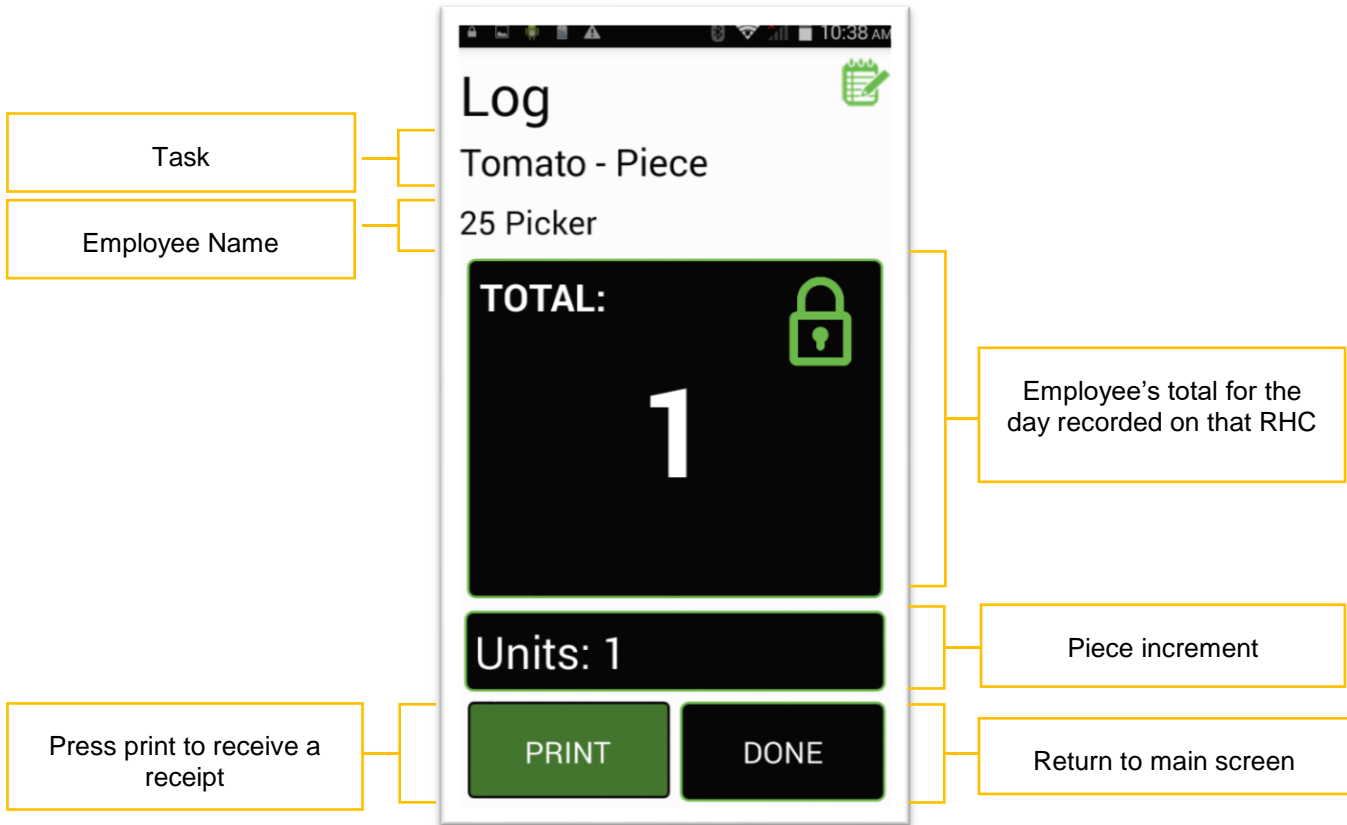 10:38 AM
Log
Task
Tomato - Piece
Employee Name
25 Picker
TOTAL:
1
Employee’s total for the
day recorded on that RHC
Units: 1
Piece increment
Press print to receive a
receipt
PRINT
DONE
Return to main screen